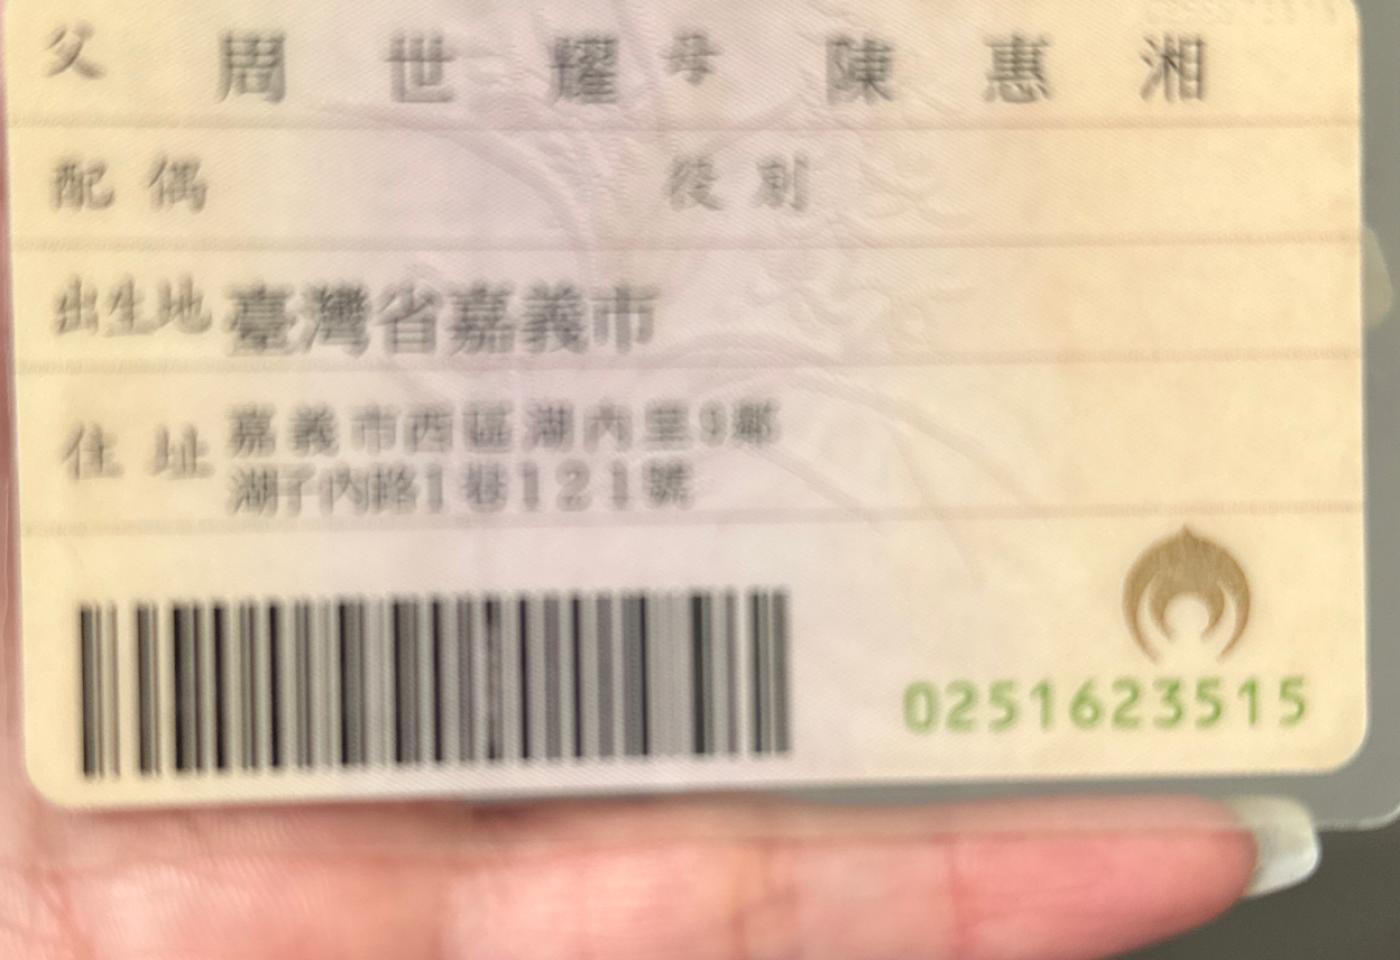 父 周世耀 母 陳惠湘
配偶 役別
出生地 臺灣省嘉義市
住址 嘉義市西區湖內里9鄰
湖子內路1巷121號
0251623515